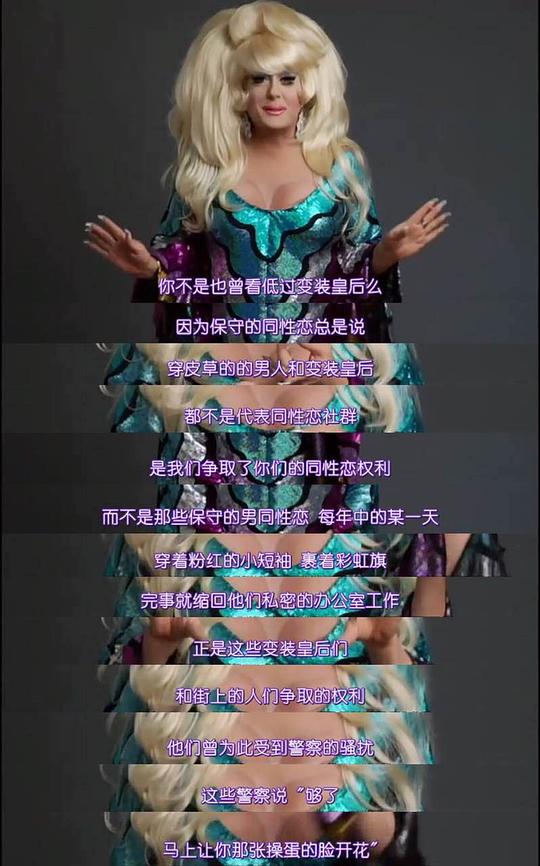 你不是也曾看低过变装皇后么
因为保守的同性恋总是说
穿皮草的的男人和变装皇后
都不是代表同性恋社群
是我们争取了你们的同性恋权利
而不是那些保守的男同性恋 每年中的某一天
穿着粉红的小短袖 裹着彩虹旗
完事就缩回他们私密的办公室工作
正是这些变装皇后们
和街上的人们争取的权利
他们曾为此受到警察的骚扰
这些警察说 "够了
马上让你那张操蛋的脸开花"